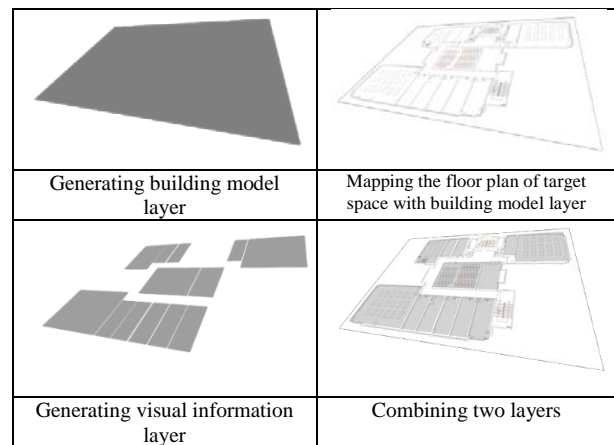 Generating building model
layer
Mapping the floor plan of target
space with building model layer
Generating visual information
layer
Combining two layers